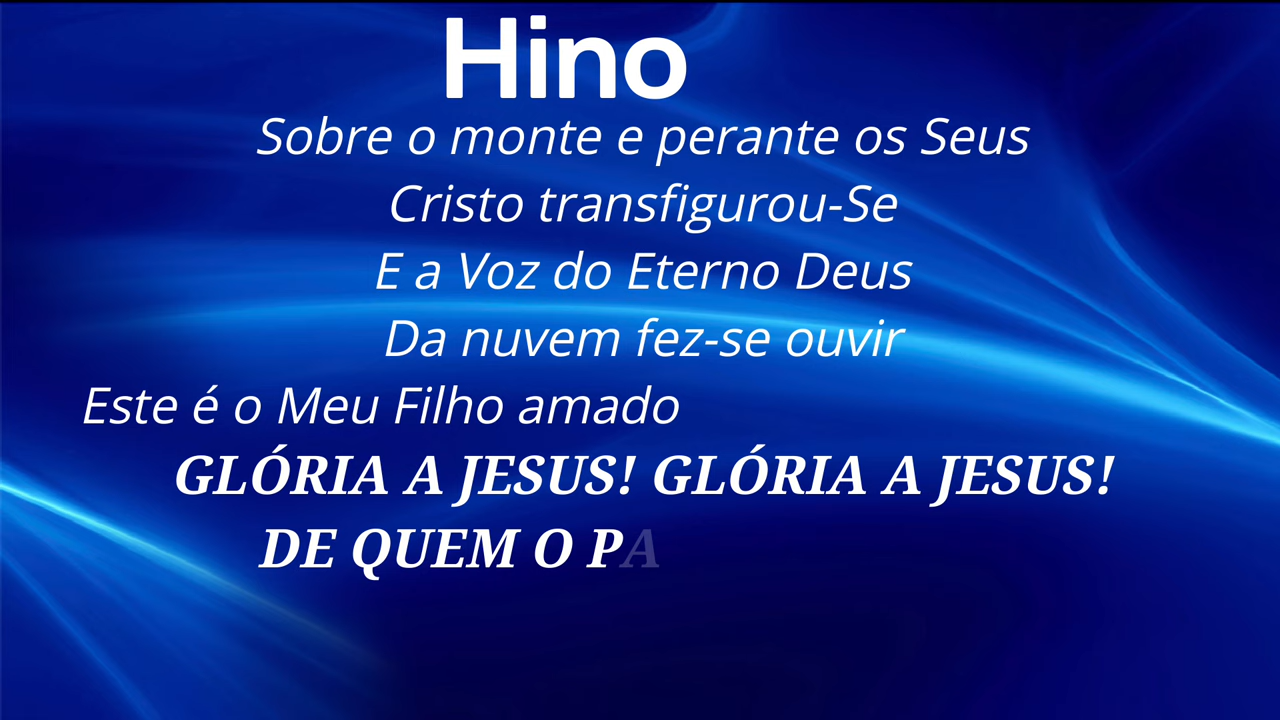 Hino
Sobre o monte e perante os Seus
Cristo transfigurou-Se
E a Voz do Eterno Deus
Da nuvem fez-se ouvir
Este é o Meu Filho amado
GLÓRIA A JESUS! GLÓRIA A JESUS!
DE QUEM O PA